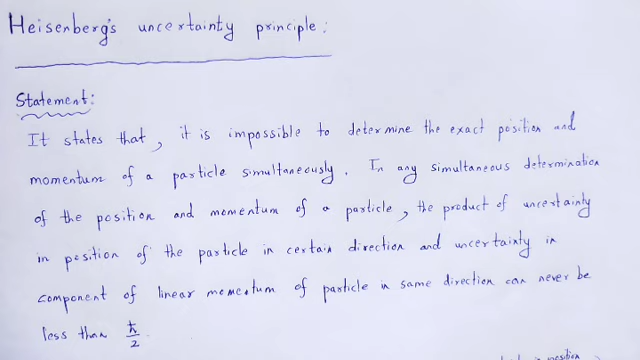 Heisenberg's uncertainty principle:
Statement:
It states that, it is impossible to determine the exact position and
momentum of a particle simultaneously. In any simultaneous determination
of the position and momentum of a particle, the product of uncertainty
in position of the particle in certain direction and uncertainty in
component of linear momentum of particle in same direction can never be
less than ħ/2.
in position